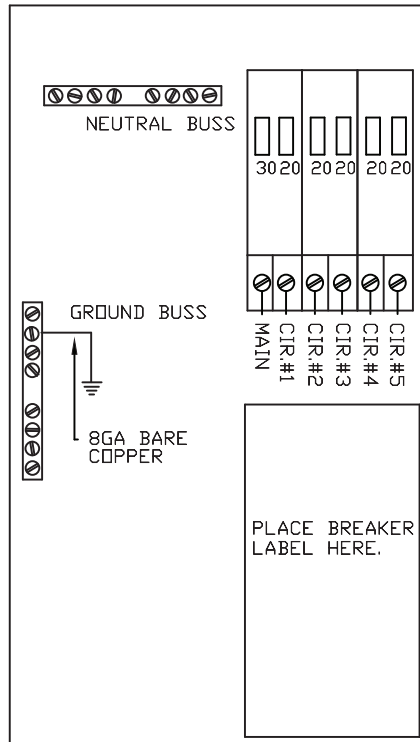 NEUTRAL BUSS
30 20 20 20 20 20
GROUND BUSS
MAIN
CIR.#1
CIR.#2
CIR.#3
CIR.#4
CIR.#5
8GA BARE
COPPER
PLACE BREAKER
LABEL HERE.